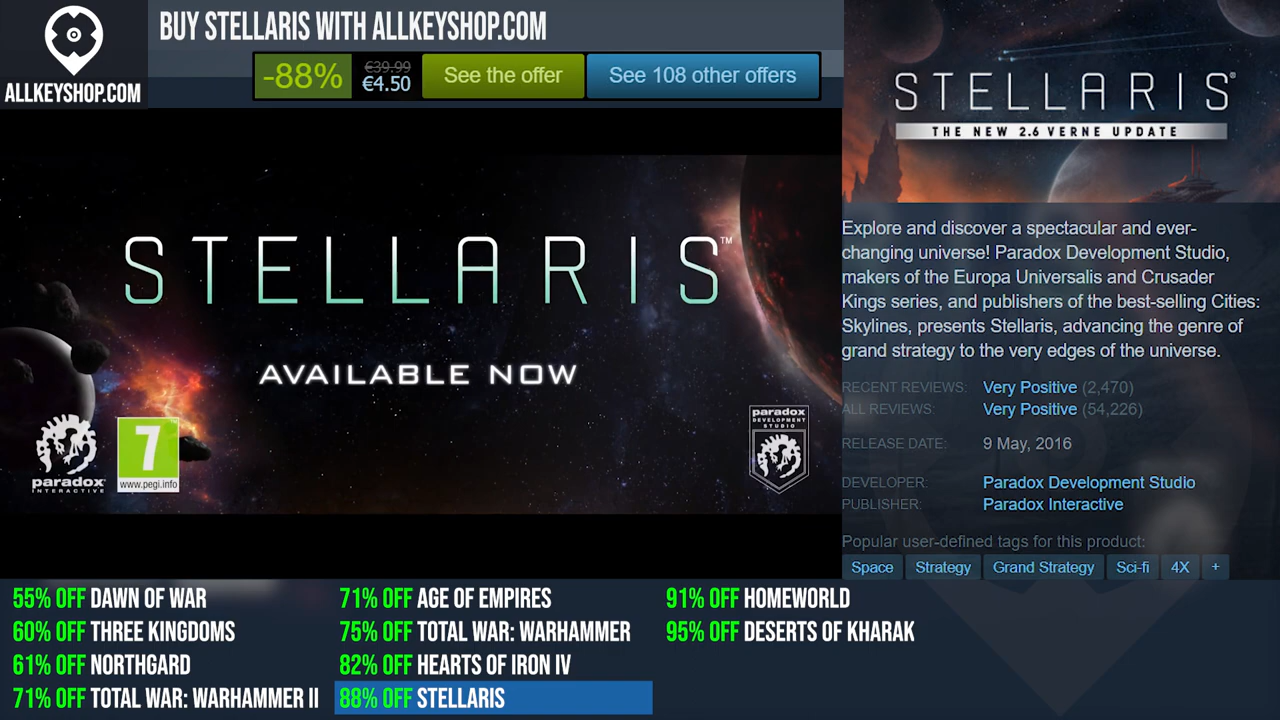 BUY STELLARIS WITH ALLKEYSHOP.COM
ALLKEYSHOP.COM
-88% €39.99 €4.50 See the offer See 108 other offers
STELLARIS™
AVAILABLE NOW
paradox
INTERACTIVE
7
www.pegi.info
paradox
DEVELOPMENT
STUDIO
STELLARIS®
THE NEW 2.6 VERNE UPDATE
Explore and discover a spectacular and ever-
changing universe! Paradox Development Studio,
makers of the Europa Universalis and Crusader
Kings series, and publishers of the best-selling Cities:
Skylines, presents Stellaris, advancing the genre of
grand strategy to the very edges of the universe.
RECENT REVIEWS: Very Positive (2,470)
ALL REVIEWS: Very Positive (54,226)
RELEASE DATE: 9 May, 2016
DEVELOPER: Paradox Development Studio
PUBLISHER: Paradox Interactive
Popular user-defined tags for this product:
Space Strategy Grand Strategy Sci-fi 4X +
55% OFF DAWN OF WAR
60% OFF THREE KINGDOMS
61% OFF NORTHGARD
71% OFF TOTAL WAR: WARHAMMER II
71% OFF AGE OF EMPIRES
75% OFF TOTAL WAR: WARHAMMER
82% OFF HEARTS OF IRON IV
88% OFF STELLARIS
91% OFF HOMEWORLD
95% OFF DESERTS OF KHARAK